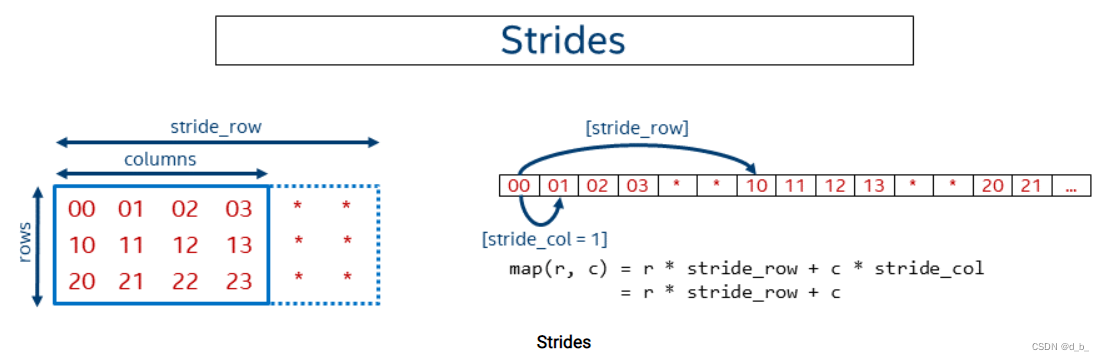 Strides
stride_row
columns
rows
00 01 02 03 * *
10 11 12 13 * *
20 21 22 23 * *
[stride_row]
00 01 02 03 * * 10 11 12 13 * * 20 21 ...
[stride_col = 1]
map(r, c) = r * stride_row + c * stride_col
= r * stride_row + c
Strides
CSDN @d_b_